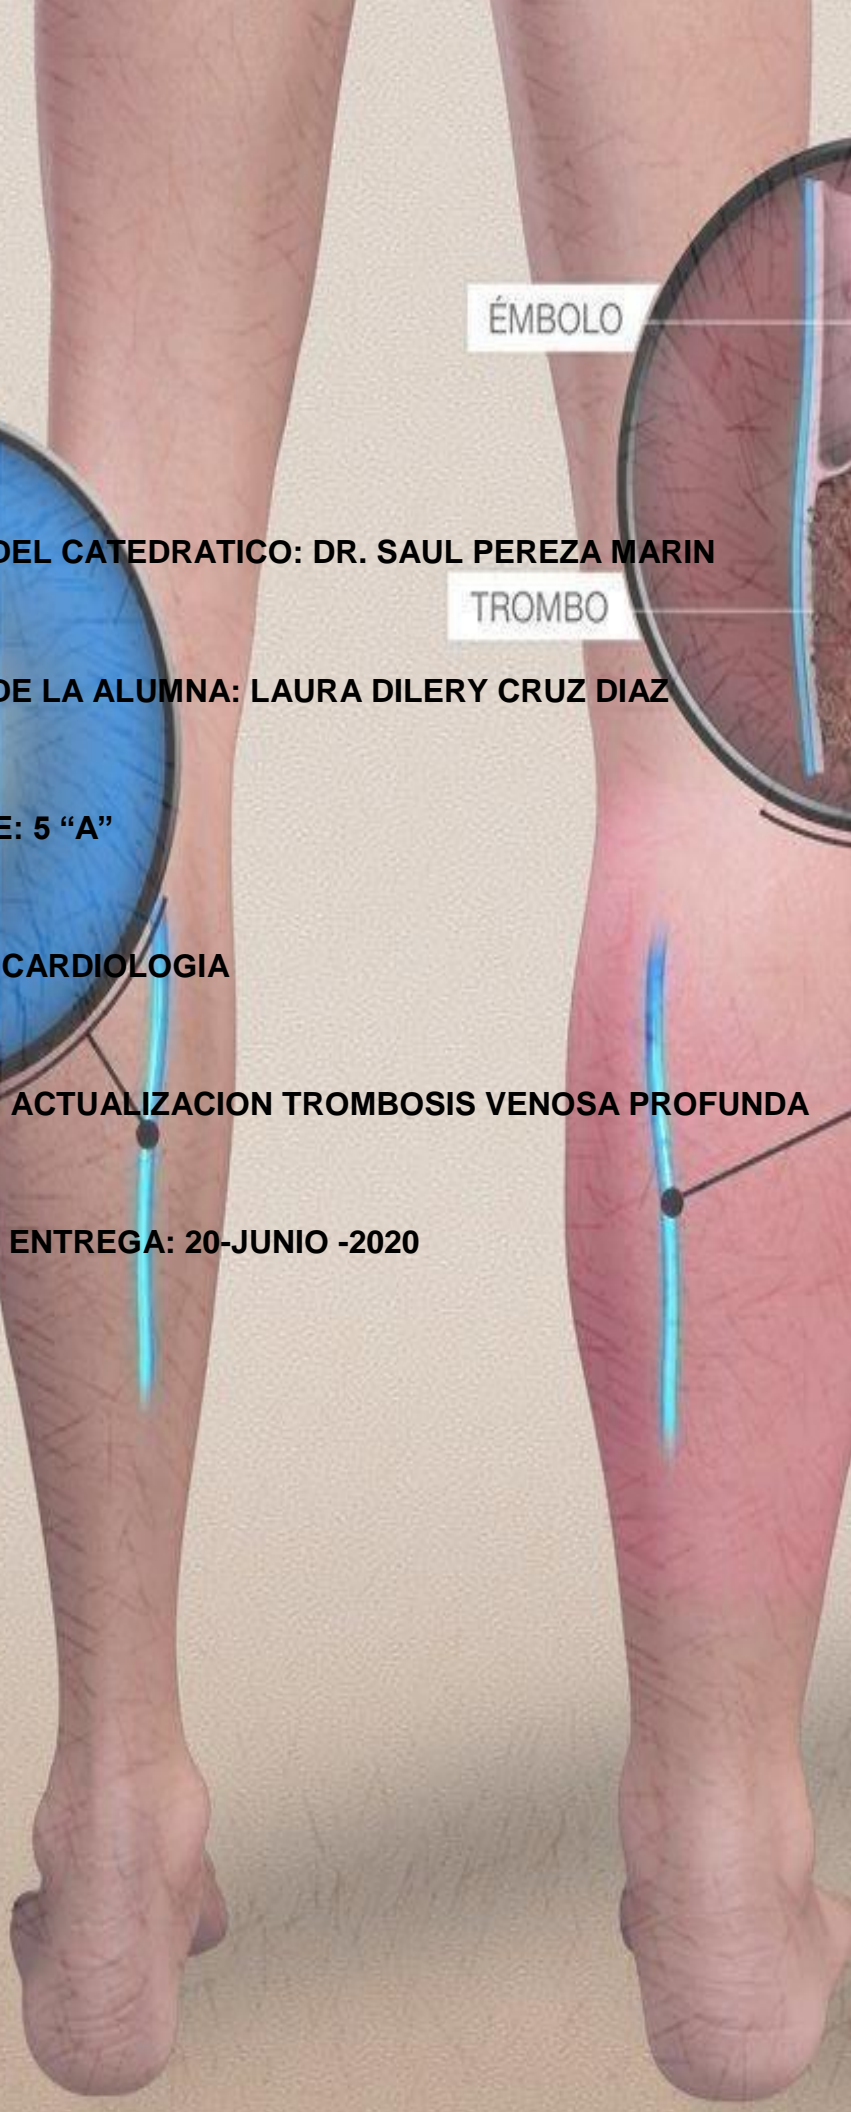 ÉMBOLO
DEL CATEDRATICO: DR. SAUL PEREZA MARIN
TROMBO
DE LA ALUMNA: LAURA DILERY CRUZ DIAZ
E: 5 “A”
CARDIOLOGIA
ACTUALIZACION TROMBOSIS VENOSA PROFUNDA
ENTREGA: 20-JUNIO -2020